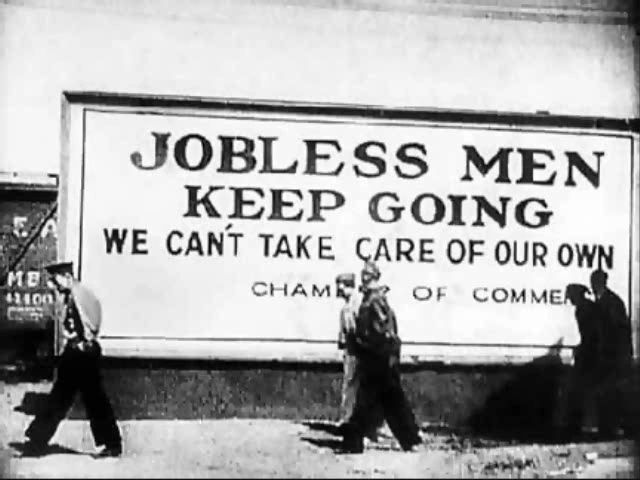 JOBLESS MEN
KEEP GOING
WE CAN'T TAKE CARE OF OUR OWN
OF